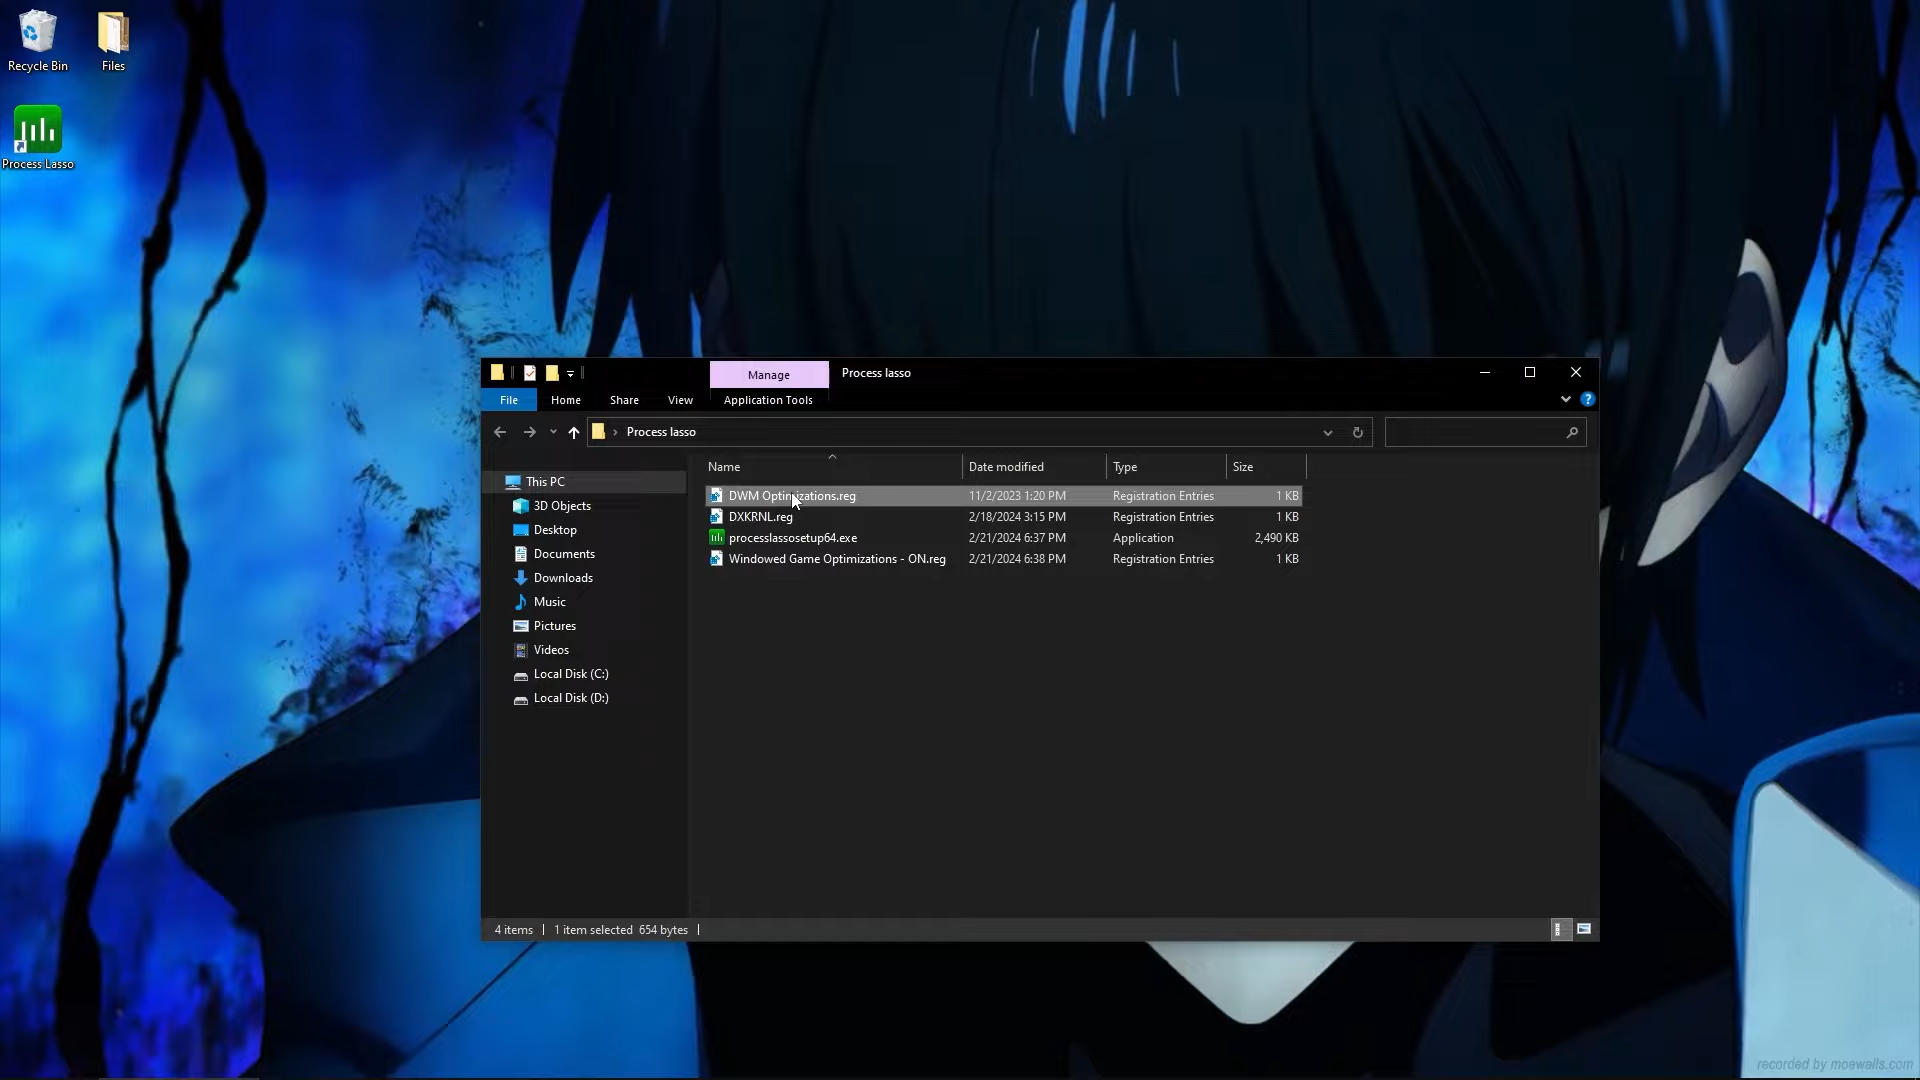 Recycle Bin
Files
Process Lasso
Manage
Process lasso
File
Home
Share
View
Application Tools
?
› Process lasso
Name
Date modified
Type
Size
DWM Optimizations.reg
11/2/2023 1:20 PM
Registration Entries
1 KB
DXKRNL.reg
2/18/2024 3:15 PM
Registration Entries
1 KB
processlassosetup64.exe
2/21/2024 6:37 PM
Application
2,490 KB
Windowed Game Optimizations - ON.reg
2/21/2024 6:38 PM
Registration Entries
1 KB
This PC
3D Objects
Desktop
Documents
Downloads
Music
Pictures
Videos
Local Disk (C:)
Local Disk (D:)
4 items
1 item selected 654 bytes
recorded by moewalls.com